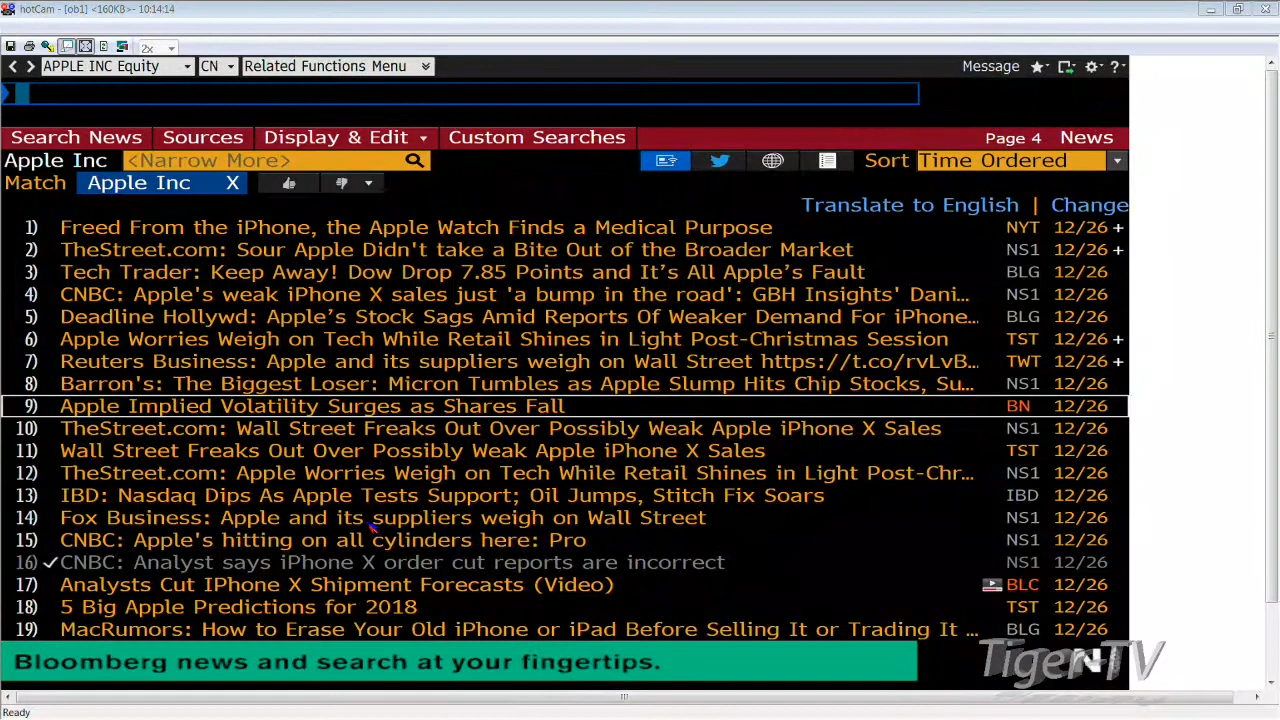 hotCam - [ob1] <160KB> - 10:14:14
2x
APPLE INC Equity CN Related Functions Menu Message ?
Search News Sources Display & Edit Custom Searches Page 4 News
Apple Inc <Narrow More> Sort Time Ordered
Match Apple Inc X
Translate to English | Change
1) Freed From the iPhone, the Apple Watch Finds a Medical Purpose NYT 12/26 +
2) TheStreet.com: Sour Apple Didn't take a Bite Out of the Broader Market NS1 12/26 +
3) Tech Trader: Keep Away! Dow Drop 7.85 Points and It’s All Apple’s Fault BLG 12/26
4) CNBC: Apple's weak iPhone X sales just 'a bump in the road': GBH Insights' Dani... NS1 12/26
5) Deadline Hollywd: Apple’s Stock Sags Amid Reports Of Weaker Demand For iPhone... BLG 12/26
6) Apple Worries Weigh on Tech While Retail Shines in Light Post-Christmas Session TST 12/26 +
7) Reuters Business: Apple and its suppliers weigh on Wall Street https://t.co/rvLvB... TWT 12/26 +
8) Barron's: The Biggest Loser: Micron Tumbles as Apple Slump Hits Chip Stocks, Su... NS1 12/26
9) Apple Implied Volatility Surges as Shares Fall BN 12/26
10) TheStreet.com: Wall Street Freaks Out Over Possibly Weak Apple iPhone X Sales NS1 12/26
11) Wall Street Freaks Out Over Possibly Weak Apple iPhone X Sales TST 12/26
12) TheStreet.com: Apple Worries Weigh on Tech While Retail Shines in Light Post-Chr... NS1 12/26
13) IBD: Nasdaq Dips As Apple Tests Support; Oil Jumps, Stitch Fix Soars IBD 12/26
14) Fox Business: Apple and its suppliers weigh on Wall Street NS1 12/26
15) CNBC: Apple's hitting on all cylinders here: Pro NS1 12/26
16) CNBC: Analyst says iPhone X order cut reports are incorrect NS1 12/26
17) Analysts Cut IPhone X Shipment Forecasts (Video) BLC 12/26
18) 5 Big Apple Predictions for 2018 TST 12/26
19) MacRumors: How to Erase Your Old iPhone or iPad Before Selling It or Trading It ... BLG 12/26
Bloomberg news and search at your fingertips.
TigerTV
Ready